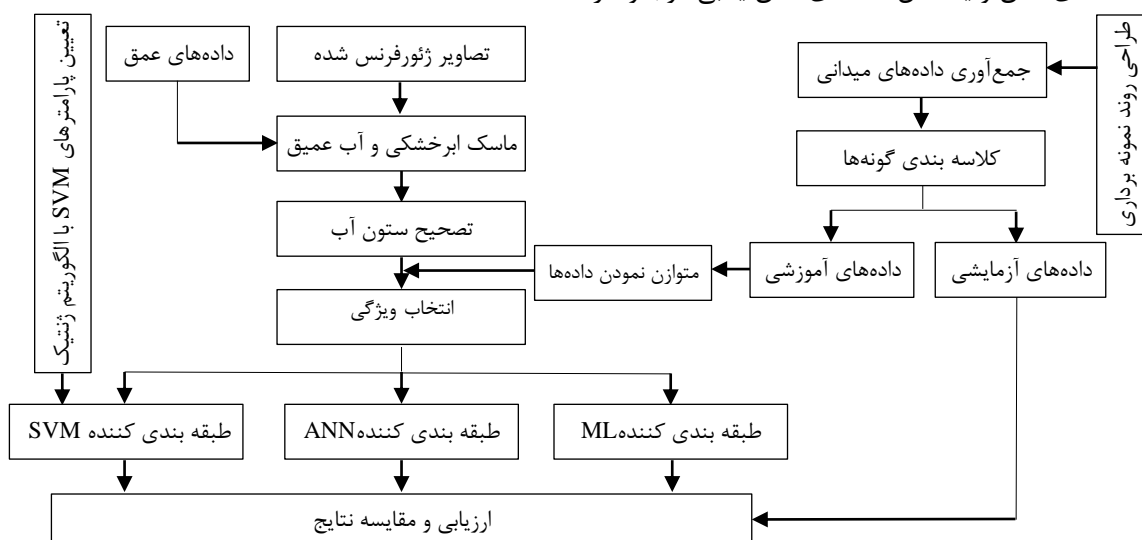 طراحی روند نمونه برداری
جمع‌آوری داده‌های میدانی
کلاسه بندی گونه‌ها
داده‌های آزمایشی
داده‌های آموزشی
متوازن نمودن داده‌ها
تصاویر ژئورفرنس شده
داده‌های عمق
ماسک ابرخشکی و آب عمیق
تصحیح ستون آب
انتخاب ویژگی
تعیین پارامترهای SVM با الگوریتم ژنتیک
طبقه بندی کنندهML
طبقه بندی کنندهANN
طبقه بندی کننده SVM
ارزیابی و مقایسه نتایج